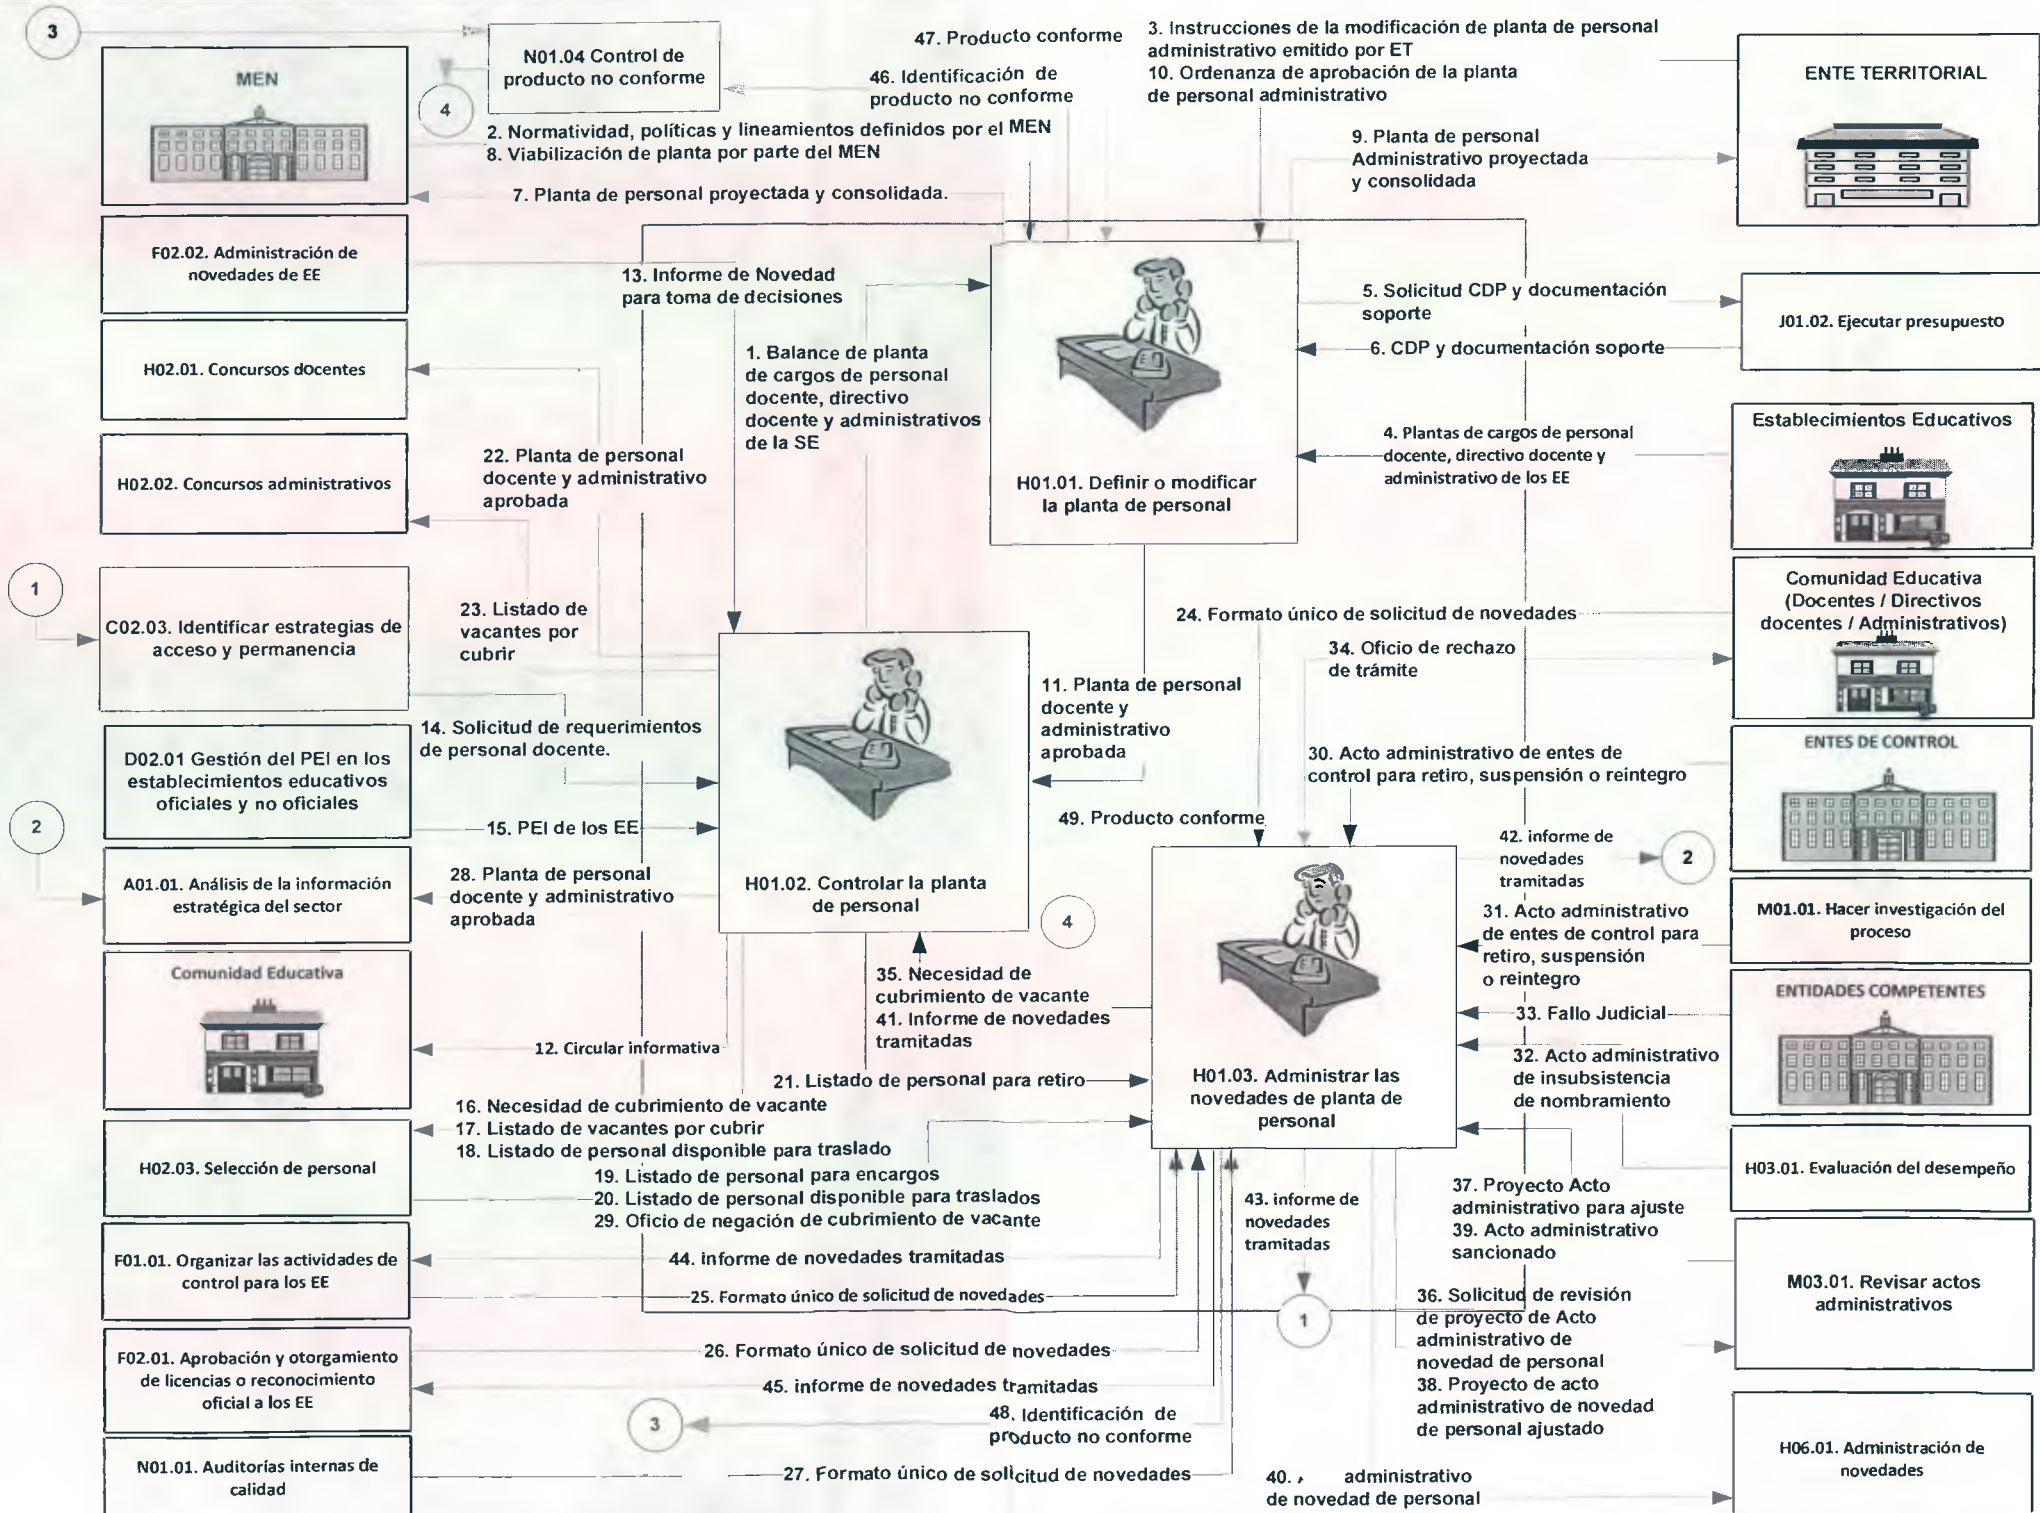 3
N01.04 Control de
producto no conforme
4
47. Producto conforme
46. Identificación de
producto no conforme
3. Instrucciones de la modificación de planta de personal
administrativo emitido por ET
10. Ordenanza de aprobación de la planta
de personal administrativo
ENTE TERRITORIAL
MEN
2. Normatividad, políticas y lineamientos definidos por el MEN
8. Viabilización de planta por parte del MEN
9. Planta de personal
Administrativo proyectada
y consolidada
7. Planta de personal proyectada y consolidada.
F02.02. Administración de
novedades de EE
13. Informe de Novedad
para toma de decisiones
5. Solicitud CDP y documentación
soporte
6. CDP y documentación soporte
J01.02. Ejecutar presupuesto
H02.01. Concursos docentes
1. Balance de planta
de cargos de personal
docente, directivo
docente y administrativos
de la SE
H01.01. Definir o modificar
la planta de personal
4. Plantas de cargos de personal
docente, directivo docente y
administrativo de los EE
Establecimientos Educativos
H02.02. Concursos administrativos
22. Planta de personal
docente y administrativo
aprobada
1
C02.03. Identificar estrategias de
acceso y permanencia
23. Listado de
vacantes por
cubrir
24. Formato único de solicitud de novedades
34. Oficio de rechazo
de trámite
Comunidad Educativa
(Docentes / Directivos
docentes / Administrativos)
14. Solicitud de requerimientos
de personal docente.
11. Planta de personal
docente y
administrativo
aprobada
30. Acto administrativo de entes de
control para retiro, suspensión o reintegro
ENTES DE CONTROL
D02.01 Gestión del PEI en los
establecimientos educativos
oficiales y no oficiales
2
15. PEI de los EE
49. Producto conforme
42. informe de
novedades
tramitadas
2
A01.01. Análisis de la información
estratégica del sector
28. Planta de personal
docente y administrativo
aprobada
H01.02. Controlar la planta
de personal
4
31. Acto administrativo
de entes de control para
retiro, suspensión
o reintegro
M01.01. Hacer investigación del
proceso
Comunidad Educativa
35. Necesidad de
cubrimiento de vacante
41. Informe de novedades
tramitadas
33. Fallo Judicial
ENTIDADES COMPETENTES
12. Circular informativa
21. Listado de personal para retiro
H01.03. Administrar las
novedades de planta de
personal
32. Acto administrativo
de insubsistencia
de nombramiento
16. Necesidad de cubrimiento de vacante
17. Listado de vacantes por cubrir
18. Listado de personal disponible para traslado
H02.03. Selección de personal
19. Listado de personal para encargos
20. Listado de personal disponible para traslados
29. Oficio de negación de cubrimiento de vacante
H03.01. Evaluación del desempeño
43. informe de
novedades
tramitadas
37. Proyecto Acto
administrativo para ajuste
39. Acto administrativo
sancionado
F01.01. Organizar las actividades de
control para los EE
44. informe de novedades tramitadas
25. Formato único de solicitud de novedades
1
36. Solicitud de revisión
de proyecto de Acto
administrativo de
novedad de personal
38. Proyecto de acto
administrativo de novedad
de personal ajustado
M03.01. Revisar actos
administrativos
F02.01. Aprobación y otorgamiento
de licencias o reconocimiento
oficial a los EE
26. Formato único de solicitud de novedades
45. informe de novedades tramitadas
3
48. Identificación de
producto no conforme
N01.01. Auditorías internas de
calidad
27. Formato único de solicitud de novedades
40. administrativo
de novedad de personal
H06.01. Administración de
novedades